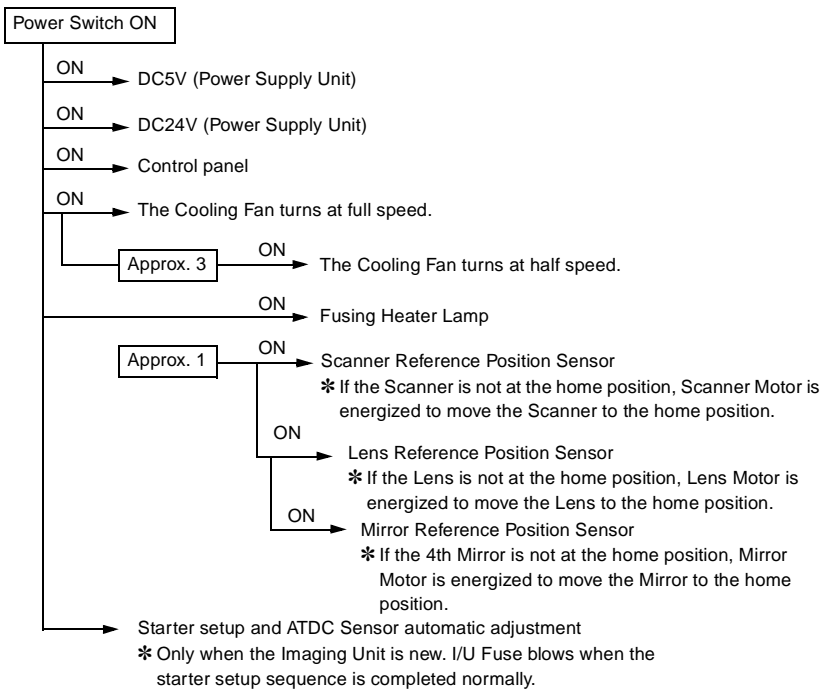 Power Switch ON
ON
DC5V (Power Supply Unit)
ON
DC24V (Power Supply Unit)
ON
Control panel
ON
The Cooling Fan turns at full speed.
Approx. 3
ON
The Cooling Fan turns at half speed.
ON
Fusing Heater Lamp
Approx. 1
ON
Scanner Reference Position Sensor
✽ If the Scanner is not at the home position, Scanner Motor is
energized to move the Scanner to the home position.
ON
Lens Reference Position Sensor
✽ If the Lens is not at the home position, Lens Motor is
energized to move the Lens to the home position.
ON
Mirror Reference Position Sensor
✽ If the 4th Mirror is not at the home position, Mirror
Motor is energized to move the Mirror to the home
position.
Starter setup and ATDC Sensor automatic adjustment
✽ Only when the Imaging Unit is new. I/U Fuse blows when the
starter setup sequence is completed normally.